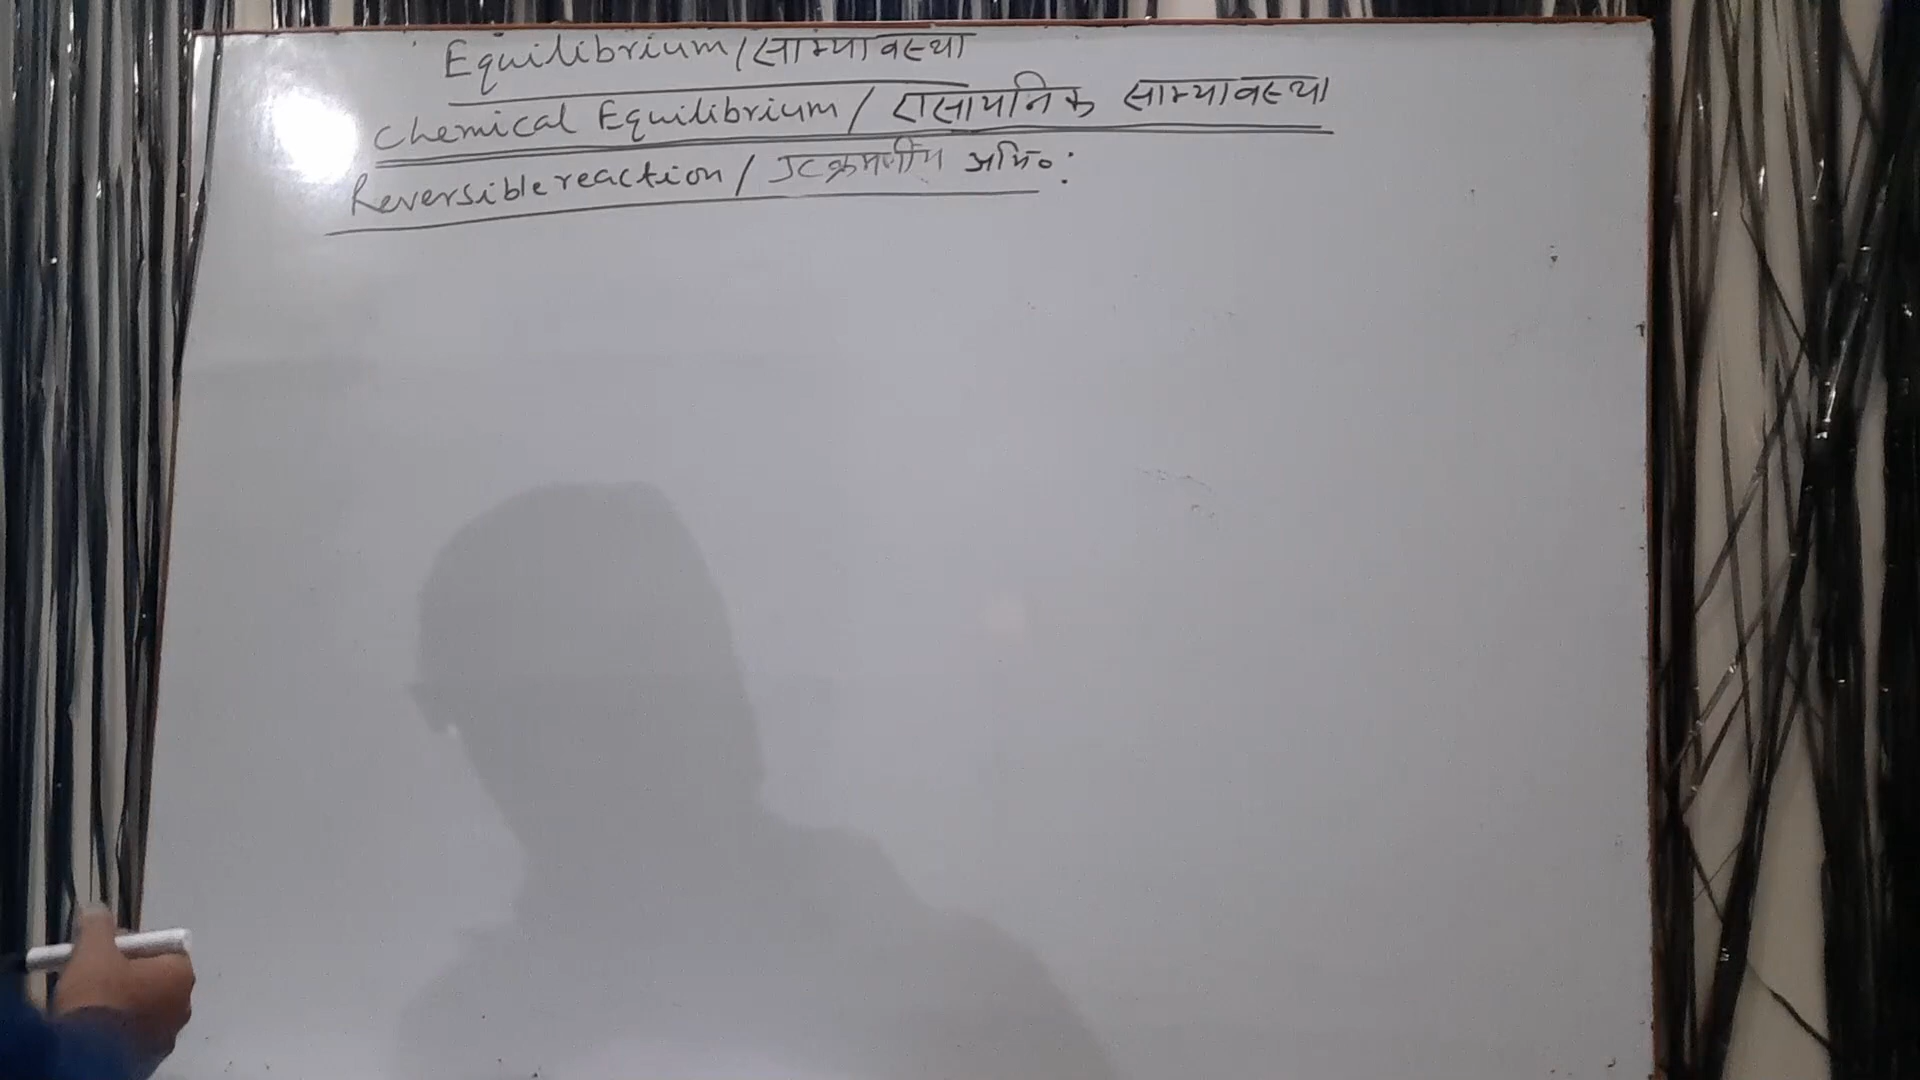 Equilibrium/साम्यावस्था
Chemical Equilibrium/ रासायनिक साम्यावस्था
Reversible reaction / उत्क्रमणीय अभि०: